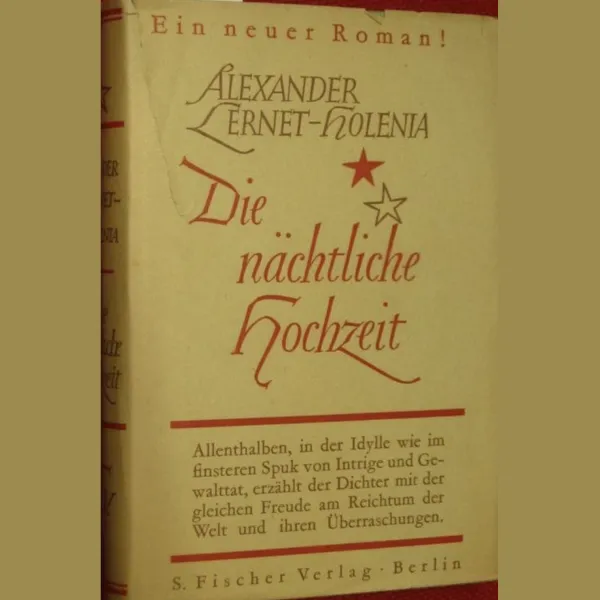 Ein neuer Roman!
ALEXANDER
LERNET-HOLENIA
Die
nächtliche
Hochzeit
Allenthalben, in der Idylle wie im
finsteren Spuk von Intrige und Ge-
walttat, erzählt der Dichter mit der
gleichen Freude am Reichtum der
Welt und ihren Überraschungen.
S. Fischer Verlag · Berlin